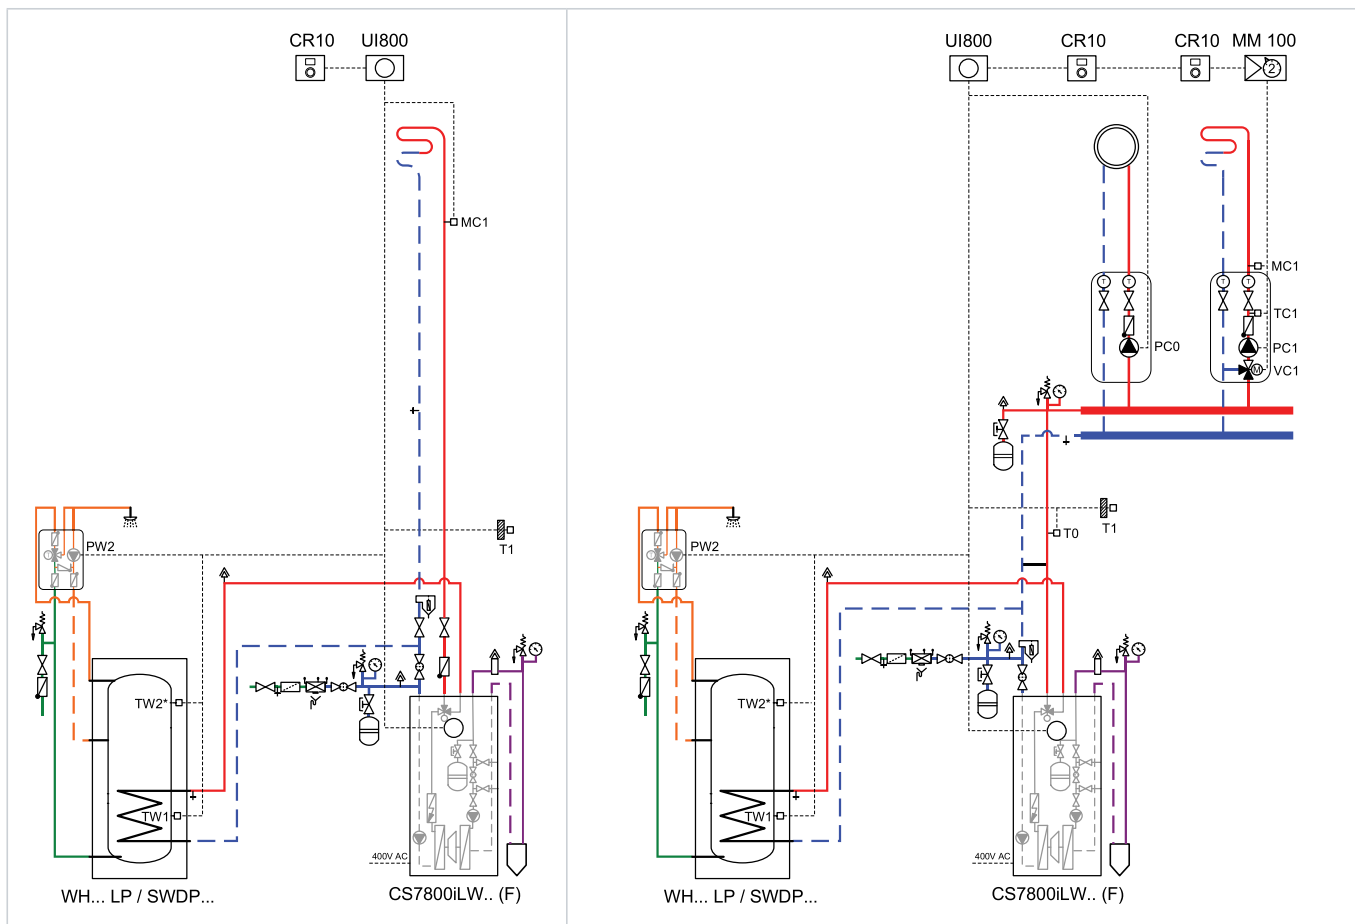 CR10 UI800
MC1
PW2
T1
TW2*
TW1
400V AC
WH... LP / SWDP...
CS7800iLW.. (F)
UI800 CR10 CR10 MM 100
2
T T T T
MC1
TC1
PC0
PC1
M
VC1
T0
T1
PW2
TW2*
TW1
400V AC
WH... LP / SWDP...
CS7800iLW.. (F)